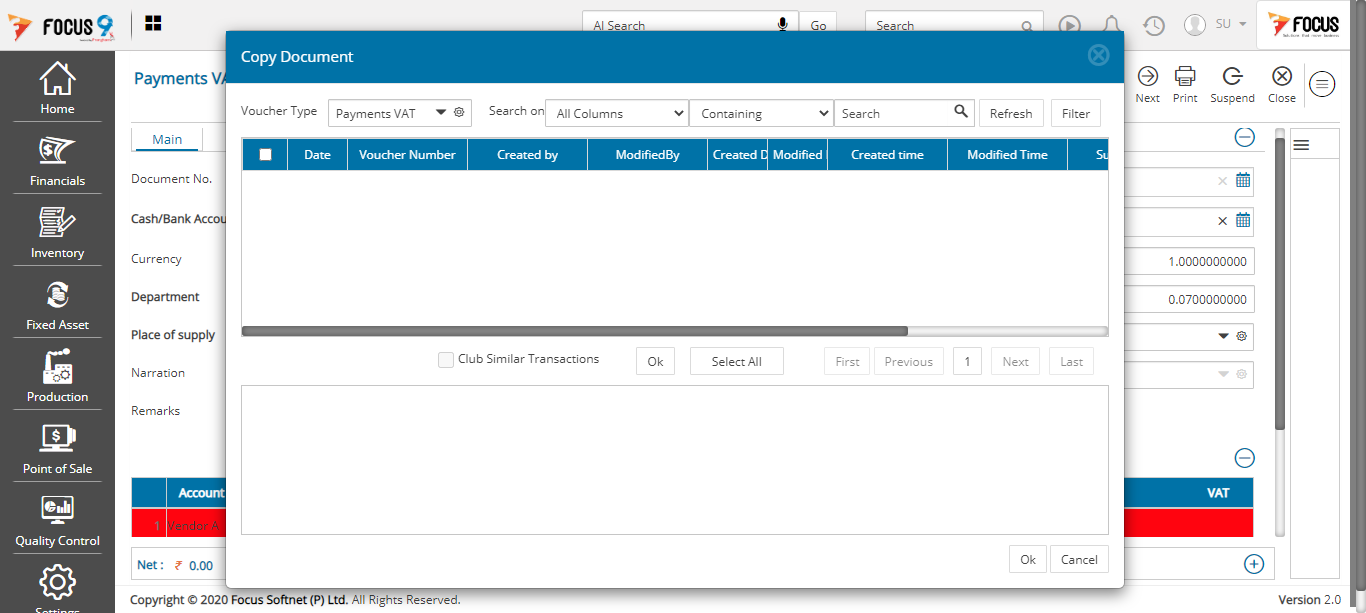 FOCUS 9
AI Search
Go
Search
SU
FOCUS
Home
Financials
Inventory
Fixed Asset
Production
Point of Sale
Quality Control
Settings
Payments VA
Next
Print
Suspend
Close
Main
Document No.
Cash/Bank Accou
Currency
1.0000000000
Department
0.0700000000
Place of supply
Narration
Remarks
Account
VAT
1
Vendor A
Net : ₹ 0.00
Copy Document
Voucher Type
Payments VAT
Search on
All Columns
Containing
Search
Refresh
Filter
Date
Voucher Number
Created by
ModifiedBy
Created D
Modified
Created time
Modified Time
Su
Club Similar Transactions
Ok
Select All
First
Previous
1
Next
Last
Ok
Cancel
Copyright © 2020 Focus Softnet (P) Ltd. All Rights Reserved.
Version 2.0